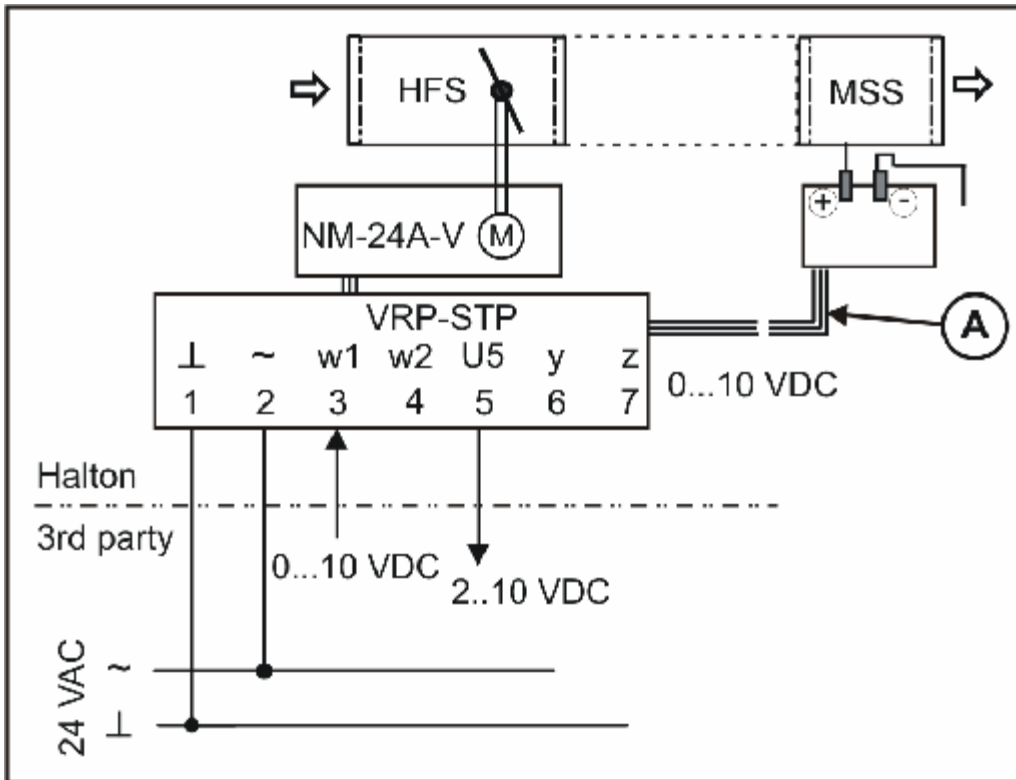 HFS
MSS
NM-24A-V M
+ -
VRP-STP
⊥ ~ w1 w2 U5 y z
1 2 3 4 5 6 7
A
0...10 VDC
Halton
3rd party
0...10 VDC
2..10 VDC
24 VAC
~
⊥